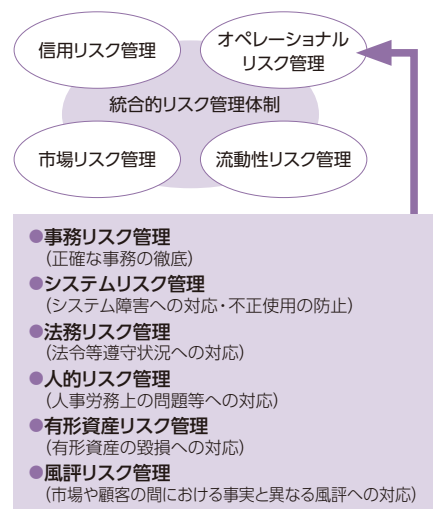 信用リスク管理
オペレーショナル
リスク管理
統合的リスク管理体制
市場リスク管理
流動性リスク管理
●事務リスク管理
(正確な事務の徹底)
●システムリスク管理
(システム障害への対応・不正使用の防止)
●法務リスク管理
(法令等遵守状況への対応)
●人的リスク管理
(人事労務上の問題等への対応)
●有形資産リスク管理
(有形資産の毀損への対応)
●風評リスク管理
(市場や顧客の間における事実と異なる風評への対応)